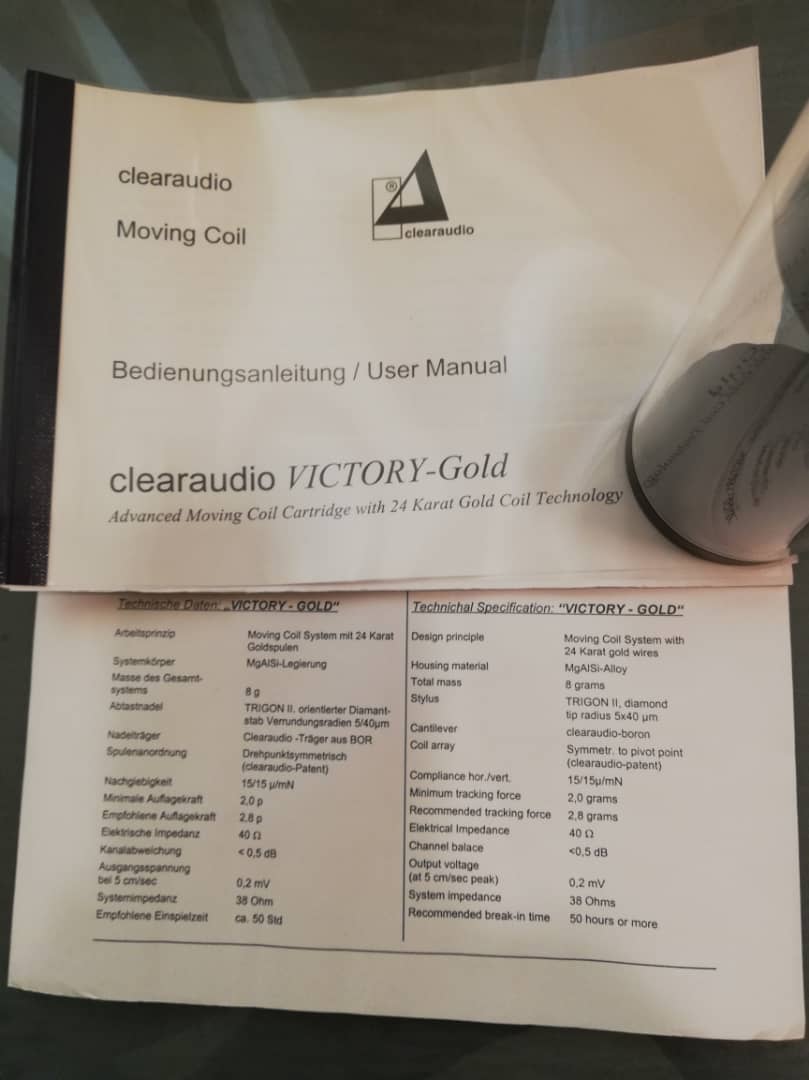 clearaudio
Moving Coil
®
clearaudio
Bedienungsanleitung / User Manual
clearaudio VICTORY-Gold
Advanced Moving Coil Cartridge with 24 Karat Gold Coil Technology
Technische Daten: „VICTORY - GOLD“
Arbeitsprinzip Moving Coil System mit 24 Karat
Goldspulen
Systemkörper MgAlSi-Legierung
Masse des Gesamt-
systems 8 g
Abtastnadel TRIGON II. orientierter Diamant-
stab Verrundungsradien 5/40µm
Nadelträger Clearaudio -Träger aus BOR
Spulenanordnung Drehpunktsymmetrisch
(clearaudio-Patent)
Nachgiebigkeit 15/15 µ/mN
Minimale Auflagekraft 2,0 p
Empfohlene Auflagekraft 2,8 p
Elektrische Impedanz 40 Ω
Kanalabweichung < 0,5 dB
Ausgangsspannung
bei 5 cm/sec 0,2 mV
Systemimpedanz 38 Ohm
Empfohlene Einspielzeit ca. 50 Std
Technichal Specification: “VICTORY - GOLD“
Design principle Moving Coil System with
24 Karat gold wires
Housing material MgAlSi-Alloy
Total mass 8 grams
Stylus TRIGON II, diamond
tip radius 5x40 µm
Cantilever clearaudio-boron
Coil array Symmetr. to pivot point
(clearaudio-patent)
Compliance hor./vert. 15/15µ/mN
Minimum tracking force 2,0 grams
Recommended tracking force 2,8 grams
Elektrical Impedance 40 Ω
Channel balace <0,5 dB
Output voltage
(at 5 cm/sec peak) 0,2 mV
System impedance 38 Ohms
Recommended break-in time 50 hours or more